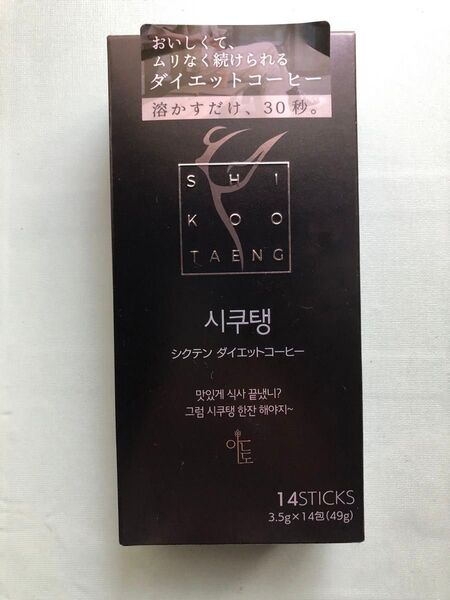 おいしくて、
ムリなく続けられる
ダイエットコーヒー
溶かすだけ、30秒。
SHI
KOO
TAENG
시쿠탱
シクテン ダイエットコーヒー
맛있게 식사 끝냈니?
그럼 시쿠탱 한잔 해야지~
14STICKS
3.5g×14包(49g)